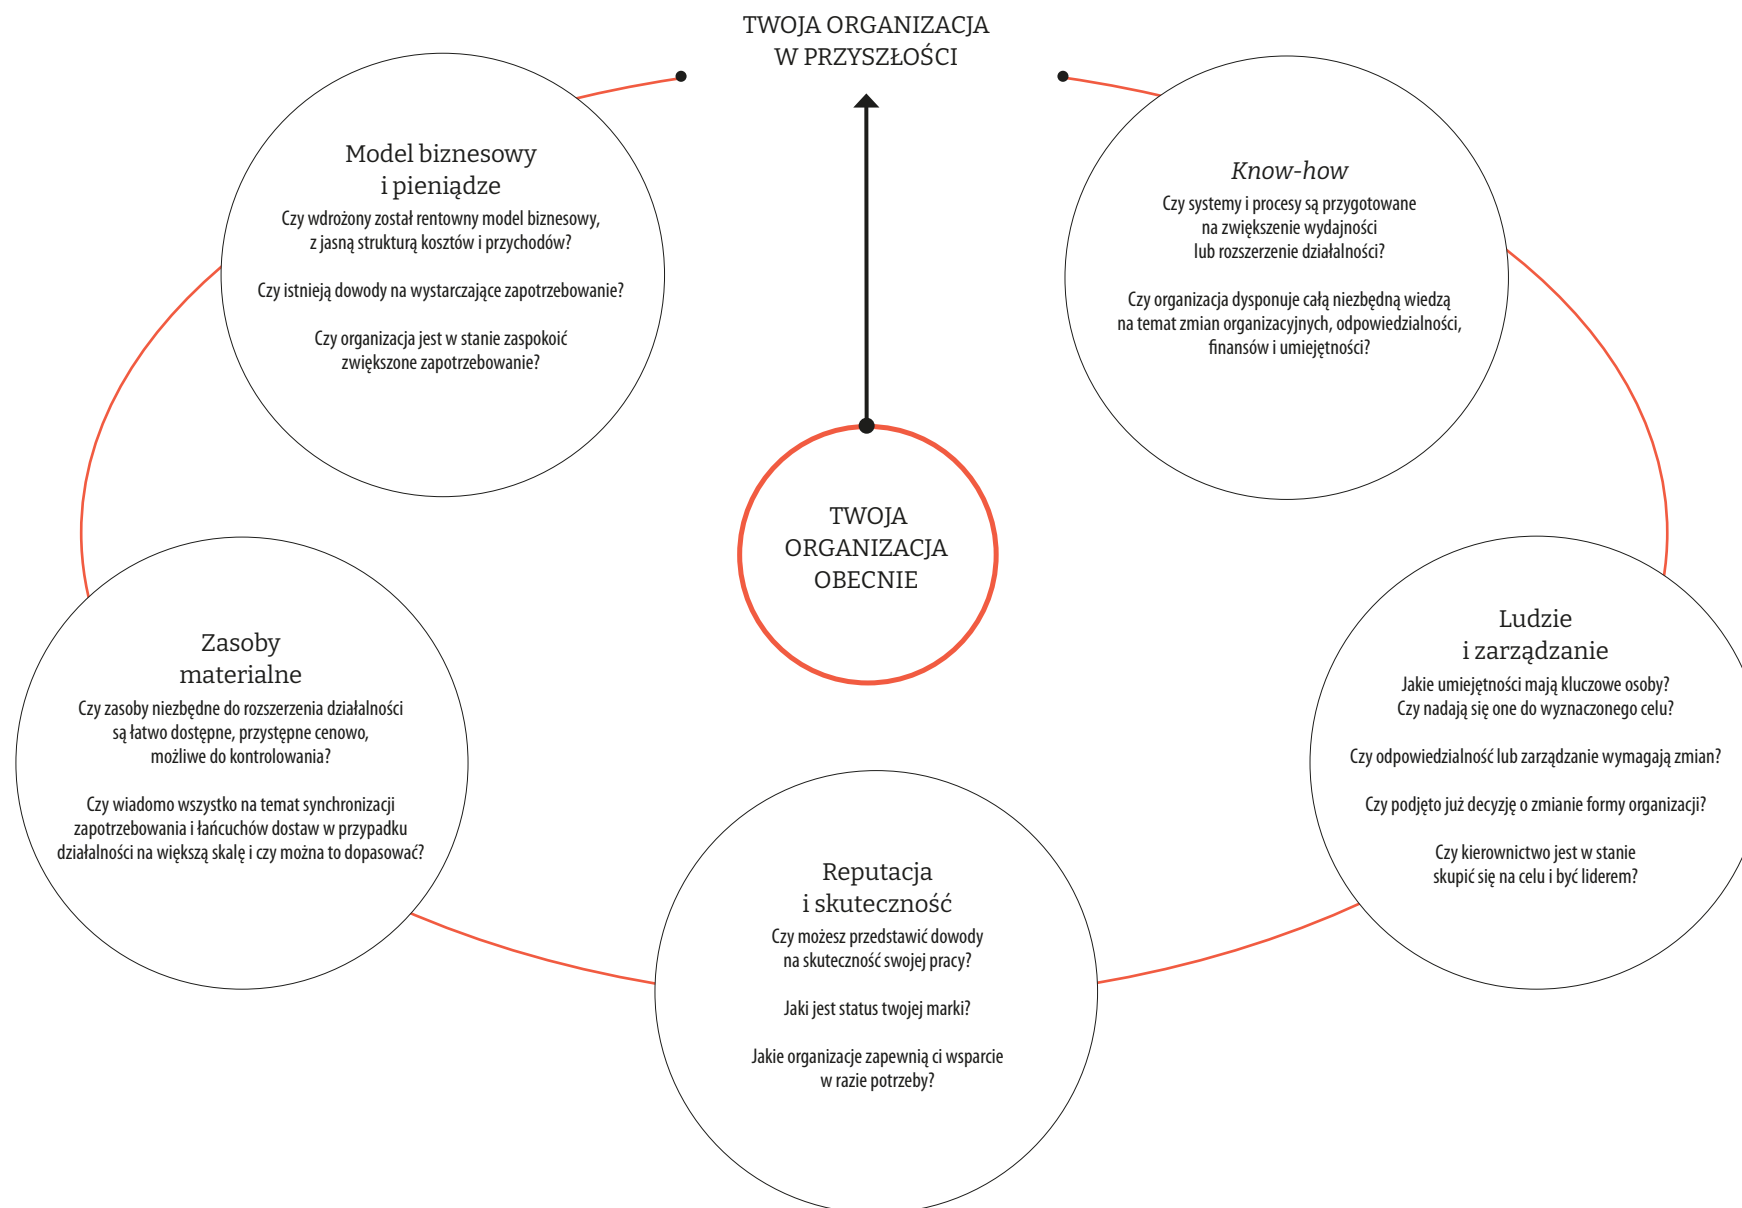 TWOJA ORGANIZACJA
W PRZYSZŁOŚCI
Model biznesowy
i pieniądze
Czy wdrożony został rentowny model biznesowy,
z jasną strukturą kosztów i przychodów?
Czy istnieją dowody na wystarczające zapotrzebowanie?
Czy organizacja jest w stanie zaspokoić
zwiększone zapotrzebowanie?
Know-how
Czy systemy i procesy są przygotowane
na zwiększenie wydajności
lub rozszerzenie działalności?
Czy organizacja dysponuje całą niezbędną wiedzą
na temat zmian organizacyjnych, odpowiedzialności,
finansów i umiejętności?
TWOJA
ORGANIZACJA
OBECNIE
Zasoby
materialne
Czy zasoby niezbędne do rozszerzenia działalności
są łatwo dostępne, przystępne cenowo,
możliwe do kontrolowania?
Czy wiadomo wszystko na temat synchronizacji
zapotrzebowania i łańcuchów dostaw w przypadku
działalności na większą skalę i czy można to dopasować?
Ludzie
i zarządzanie
Jakie umiejętności mają kluczowe osoby?
Czy nadają się one do wyznaczonego celu?
Czy odpowiedzialność lub zarządzanie wymagają zmian?
Czy podjęto już decyzję o zmianie formy organizacji?
Czy kierownictwo jest w stanie
skupić się na celu i być liderem?
Reputacja
i skuteczność
Czy możesz przedstawić dowody
na skuteczność swojej pracy?
Jaki jest status twojej marki?
Jakie organizacje zapewnią ci wsparcie
w razie potrzeby?